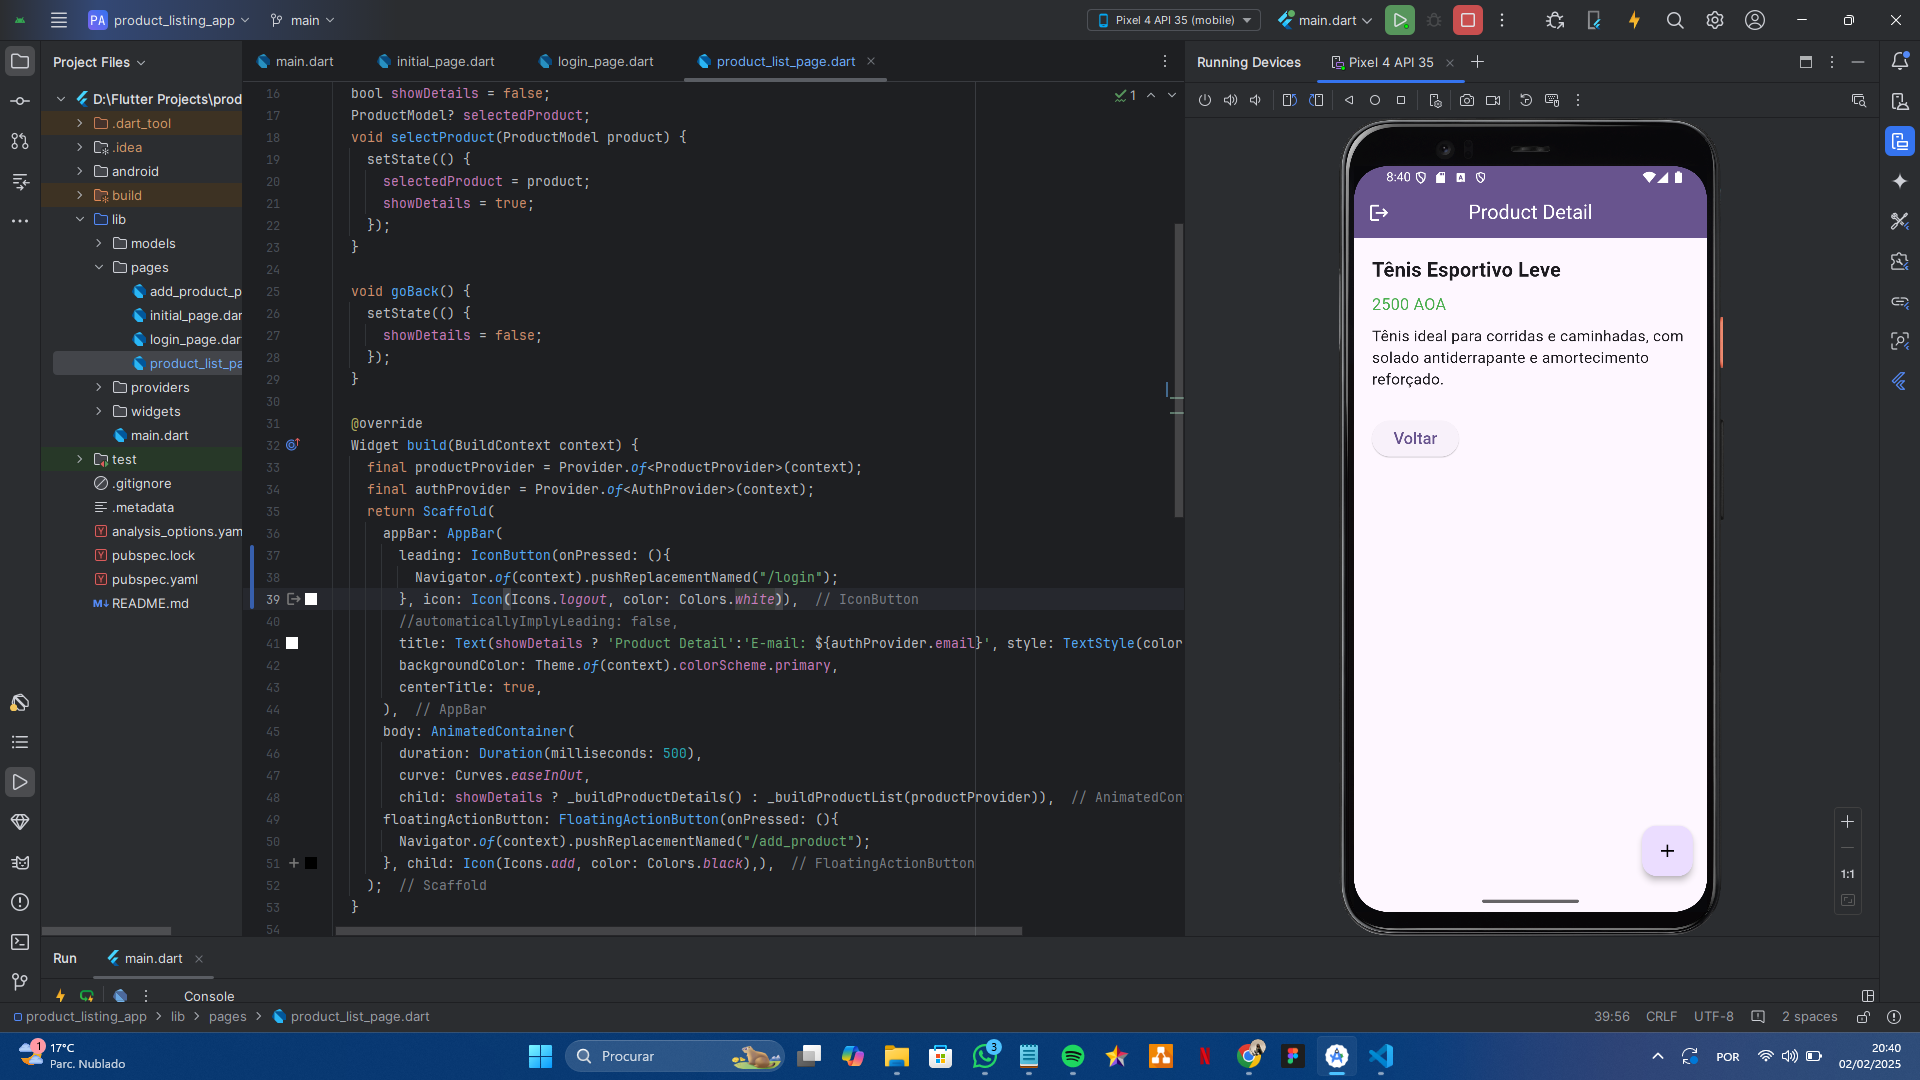 PA product_listing_app
main
Pixel 4 API 35 (mobile)
main.dart
Project Files
main.dart
initial_page.dart
login_page.dart
product_list_page.dart
Running Devices
Pixel 4 API 35
D:\Flutter Projects\prod
.dart_tool
.idea
android
build
lib
models
pages
add_product_p
initial_page.dar
login_page.dar
product_list_pa
providers
widgets
main.dart
test
.gitignore
.metadata
analysis_options.yam
pubspec.lock
pubspec.yaml
README.md
1
16 bool showDetails = false;
17 ProductModel? selectedProduct;
18 void selectProduct(ProductModel product) {
19 setState(() {
20 selectedProduct = product;
21 showDetails = true;
22 });
23 }
24
25 void goBack() {
26 setState(() {
27 showDetails = false;
28 });
29 }
30
31 @override
32 Widget build(BuildContext context) {
33 final productProvider = Provider.of<ProductProvider>(context);
34 final authProvider = Provider.of<AuthProvider>(context);
35 return Scaffold(
36 appBar: AppBar(
37 leading: IconButton(onPressed: (){
38 Navigator.of(context).pushReplacementNamed("/login");
39 }, icon: Icon(Icons.logout, color: Colors.white)), // IconButton
40 //automaticallyImplyLeading: false,
41 title: Text(showDetails ? 'Product Detail':'E-mail: ${authProvider.email}', style: TextStyle(color
42 backgroundColor: Theme.of(context).colorScheme.primary,
43 centerTitle: true,
44 ), // AppBar
45 body: AnimatedContainer(
46 duration: Duration(milliseconds: 500),
47 curve: Curves.easeInOut,
48 child: showDetails ? _buildProductDetails() : _buildProductList(productProvider)), // AnimatedCon
49 floatingActionButton: FloatingActionButton(onPressed: (){
50 Navigator.of(context).pushReplacementNamed("/add_product");
51 }, child: Icon(Icons.add, color: Colors.black),), // FloatingActionButton
52 ); // Scaffold
53 }
54
8:40
Product Detail
Tênis Esportivo Leve
2500 AOA
Tênis ideal para corridas e caminhadas, com
solado antiderrapante e amortecimento
reforçado.
Voltar
+
1:1
Run
main.dart
Console
product_listing_app > lib > pages > product_list_page.dart
39:56 CRLF UTF-8 2 spaces
1
17°C
Parc. Nublado
Procurar
3
POR
20:40
02/02/2025